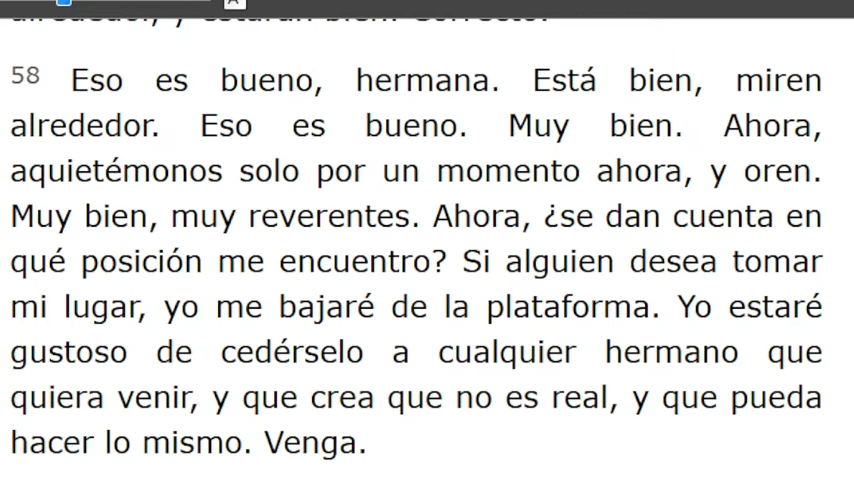 58 Eso es bueno, hermana. Está bien, miren
alrededor. Eso es bueno. Muy bien. Ahora,
aquietémonos solo por un momento ahora, y oren.
Muy bien, muy reverentes. Ahora, ¿se dan cuenta en
qué posición me encuentro? Si alguien desea tomar
mi lugar, yo me bajaré de la plataforma. Yo estaré
gustoso de cedérselo a cualquier hermano que
quiera venir, y que crea que no es real, y que pueda
hacer lo mismo. Venga.